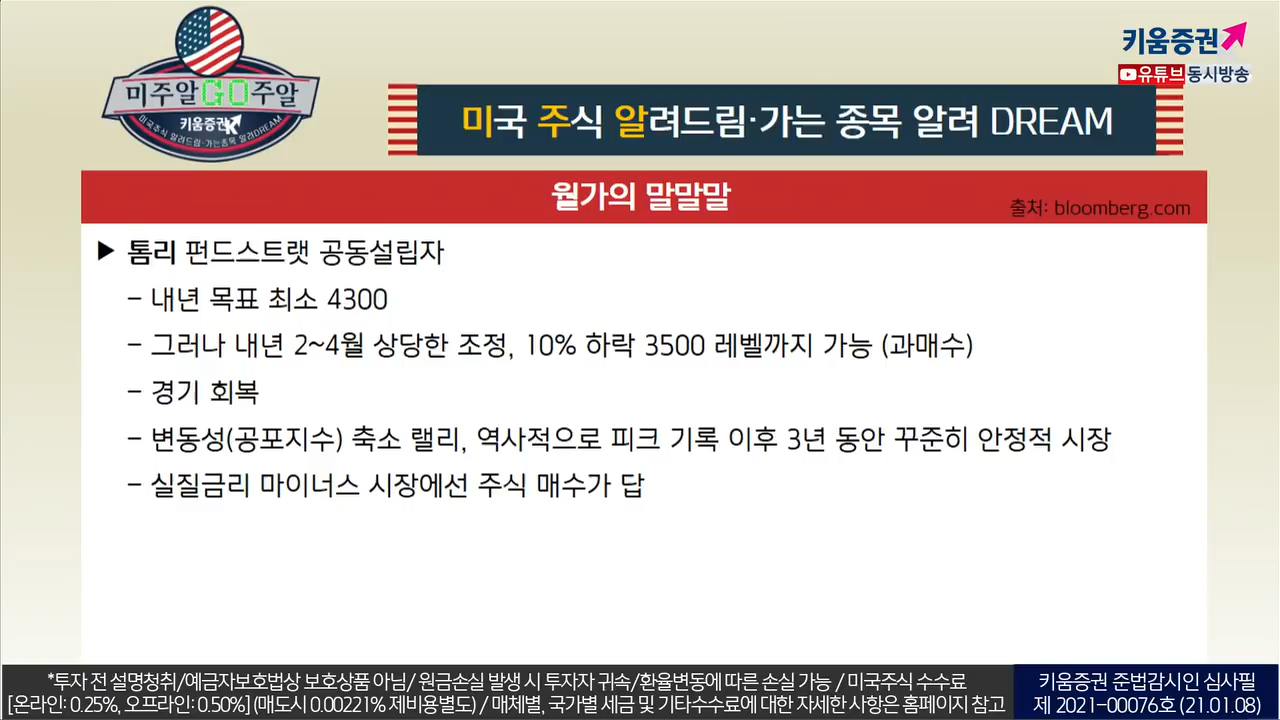 미주알GO주알
키움증권
미국주식 알려드림·가는종목 알려DREAM
키움증권
유튜브동시방송
미국 주식 알려드림·가는 종목 알려 DREAM
월가의 말말말
출처: bloomberg.com
▶ 톰리 펀드스트랫 공동설립자
– 내년 목표 최소 4300
– 그러나 내년 2~4월 상당한 조정, 10% 하락 3500 레벨까지 가능 (과매수)
– 경기 회복
– 변동성(공포지수) 축소 랠리, 역사적으로 피크 기록 이후 3년 동안 꾸준히 안정적 시장
– 실질금리 마이너스 시장에선 주식 매수가 답
*투자 전 설명청취/예금자보호법상 보호상품 아님/ 원금손실 발생 시 투자자 귀속/환율변동에 따른 손실 가능 / 미국주식 수수료
[온라인: 0.25%, 오프라인: 0.50%] (매도시 0.00221% 제비용별도) / 매체별, 국가별 세금 및 기타수수료에 대한 자세한 사항은 홈페이지 참고
키움증권 준법감시인 심사필
제 2021-00076호 (21.01.08)